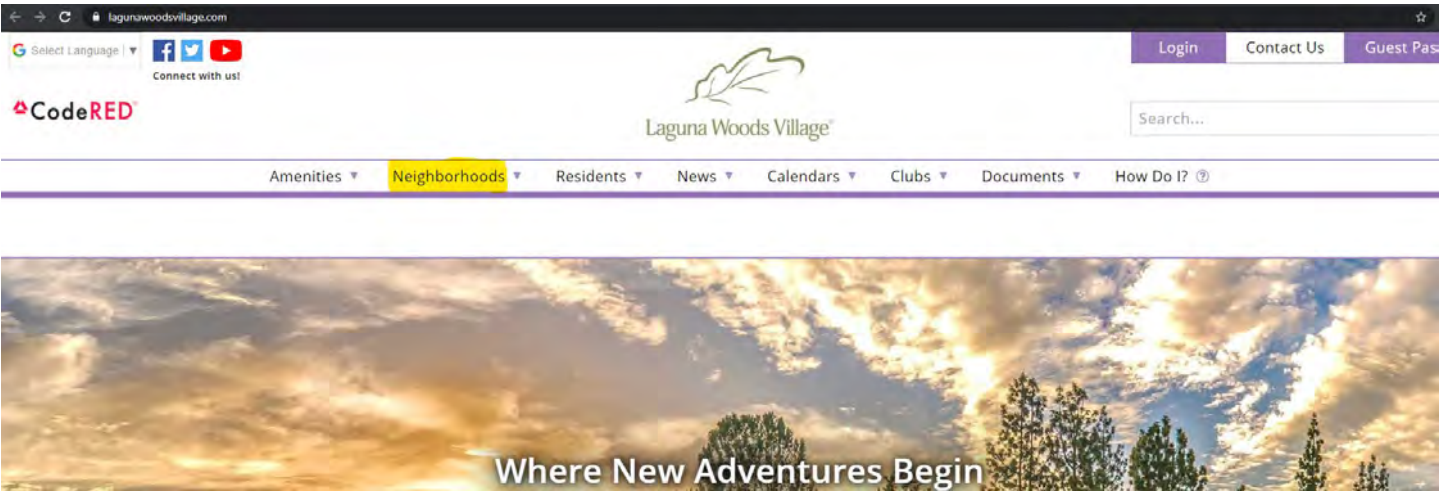 lagunawoodsvillage.com
Select Language ▼
Connect with us!
Login
Contact Us
Guest Pas
CodeRED
Laguna Woods Village®
Search...
Amenities ▼ Neighborhoods ▼ Residents ▼ News ▼ Calendars ▼ Clubs ▼ Documents ▼ How Do I?
Where New Adventures Begin